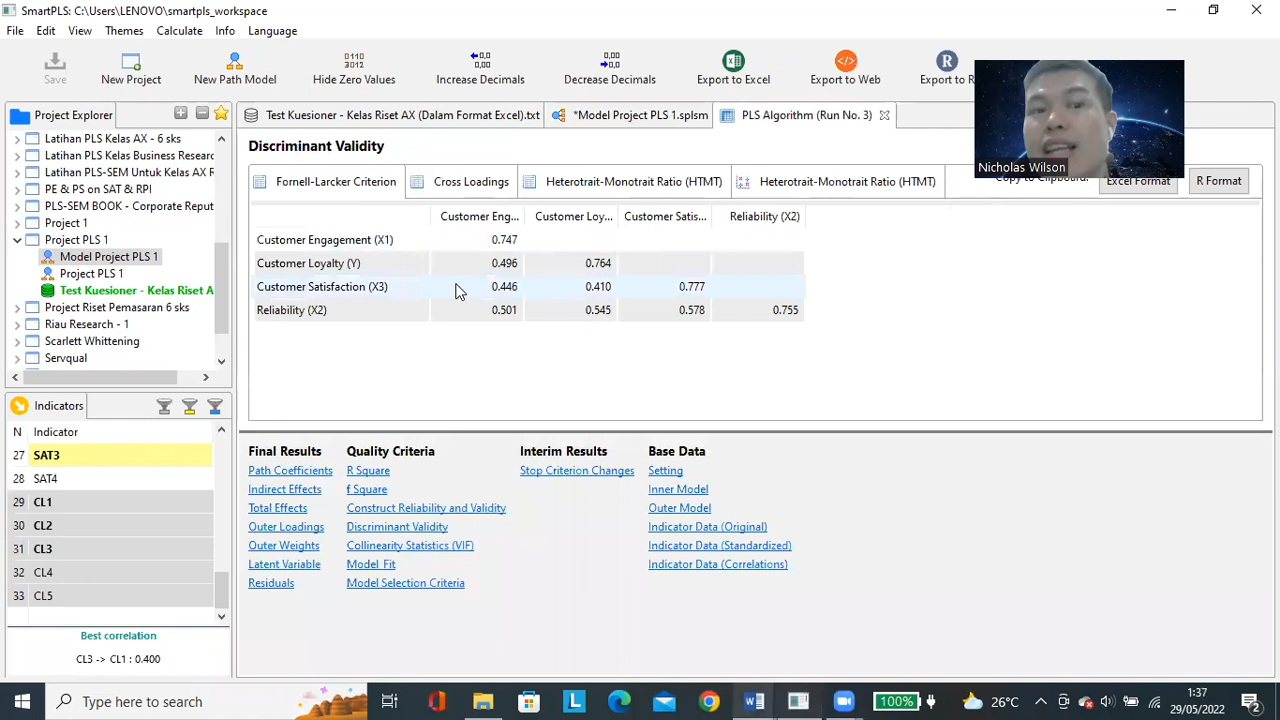 SmartPLS: C:\Users\LENOVO\smartpls_workspace
File Edit View Themes Calculate Info Language
Save New Project New Path Model Hide Zero Values Increase Decimals Decrease Decimals Export to Excel Export to Web Export to R
Project Explorer
Latihan PLS Kelas AX - 6 sks
Latihan PLS Kelas Business Researc
Latihan PLS-SEM Untuk Kelas AX R
PE & PS on SAT & RPI
PLS-SEM BOOK - Corporate Reput
Project 1
Project PLS 1
Model Project PLS 1
Project PLS 1
Test Kuesioner - Kelas Riset A
Project Riset Pemasaran 6 sks
Riau Research - 1
Scarlett Whittening
Servqual
Indicators
N Indicator
27 SAT3
28 SAT4
29 CL1
30 CL2
31 CL3
32 CL4
33 CL5
Best correlation
CL3 -> CL1 : 0.400
Test Kuesioner - Kelas Riset AX (Dalam Format Excel).txt *Model Project PLS 1.splsm PLS Algorithm (Run No. 3)
Discriminant Validity
Fornell-Larcker Criterion Cross Loadings Heterotrait-Monotrait Ratio (HTMT) Heterotrait-Monotrait Ratio (HTMT) Copy to Clipboard: Excel Format R Format
Customer Eng... Customer Loy... Customer Satis... Reliability (X2)
Customer Engagement (X1) 0.747
Customer Loyalty (Y) 0.496 0.764
Customer Satisfaction (X3) 0.446 0.410 0.777
Reliability (X2) 0.501 0.545 0.578 0.755
Final Results
Path Coefficients
Indirect Effects
Total Effects
Outer Loadings
Outer Weights
Latent Variable
Residuals
Quality Criteria
R Square
f Square
Construct Reliability and Validity
Discriminant Validity
Collinearity Statistics (VIF)
Model_Fit
Model Selection Criteria
Interim Results
Stop Criterion Changes
Base Data
Setting
Inner Model
Outer Model
Indicator Data (Original)
Indicator Data (Standardized)
Indicator Data (Correlations)
Nicholas Wilson
Type here to search
100%
26°C
1:37
29/05/2022
2